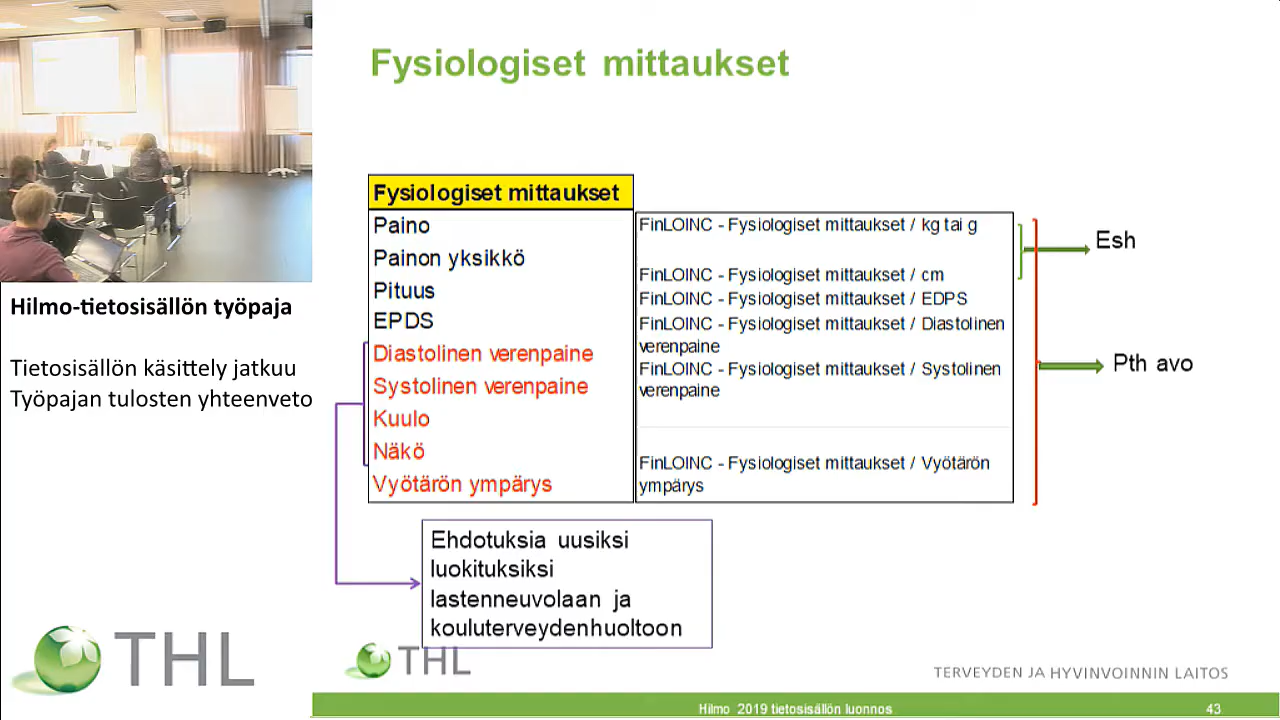 Fysiologiset mittaukset
Hilmo-tietosisällön työpaja
Tietosisällön käsittely jatkuu
Työpajan tulosten yhteenveto
THL
Fysiologiset mittaukset
Paino
Painon yksikkö
Pituus
EPDS
Diastolinen verenpaine
Systolinen verenpaine
Kuulo
Näkö
Vyötärön ympärys
FinLOINC - Fysiologiset mittaukset / kg tai g
FinLOINC - Fysiologiset mittaukset / cm
FinLOINC - Fysiologiset mittaukset / EDPS
FinLOINC - Fysiologiset mittaukset / Diastolinen
verenpaine
FinLOINC - Fysiologiset mittaukset / Systolinen
verenpaine
FinLOINC - Fysiologiset mittaukset / Vyötärön
ympärys
Esh
Pth avo
Ehdotuksia uusiksi
luokituksiksi
lastenneuvolaan ja
kouluterveydenhuoltoon
THL
TERVEYDEN JA HYVINVOINNIN LAITOS
Hilmo 2019 tietosisällön luonnos
43